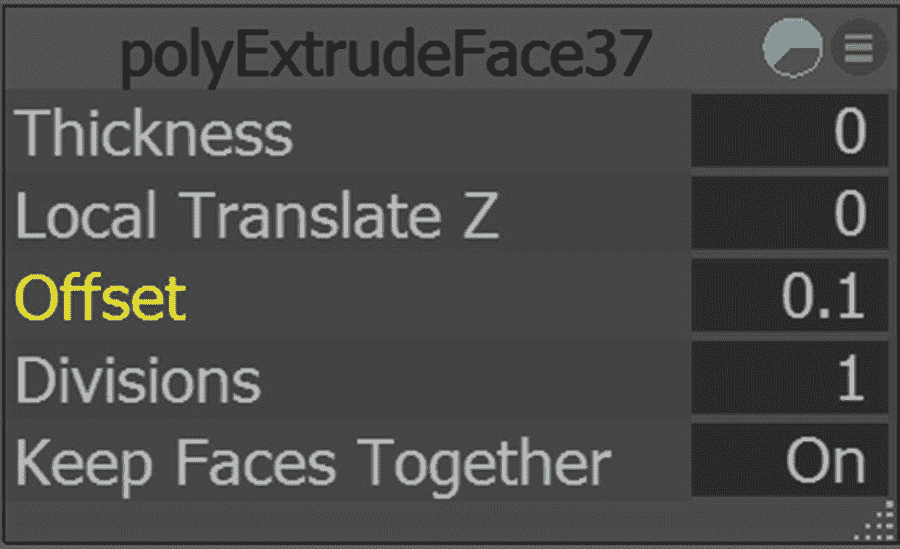 polyExtrudeFace37
Thickness 0
Local Translate Z 0
Offset 0.1
Divisions 1
Keep Faces Together On